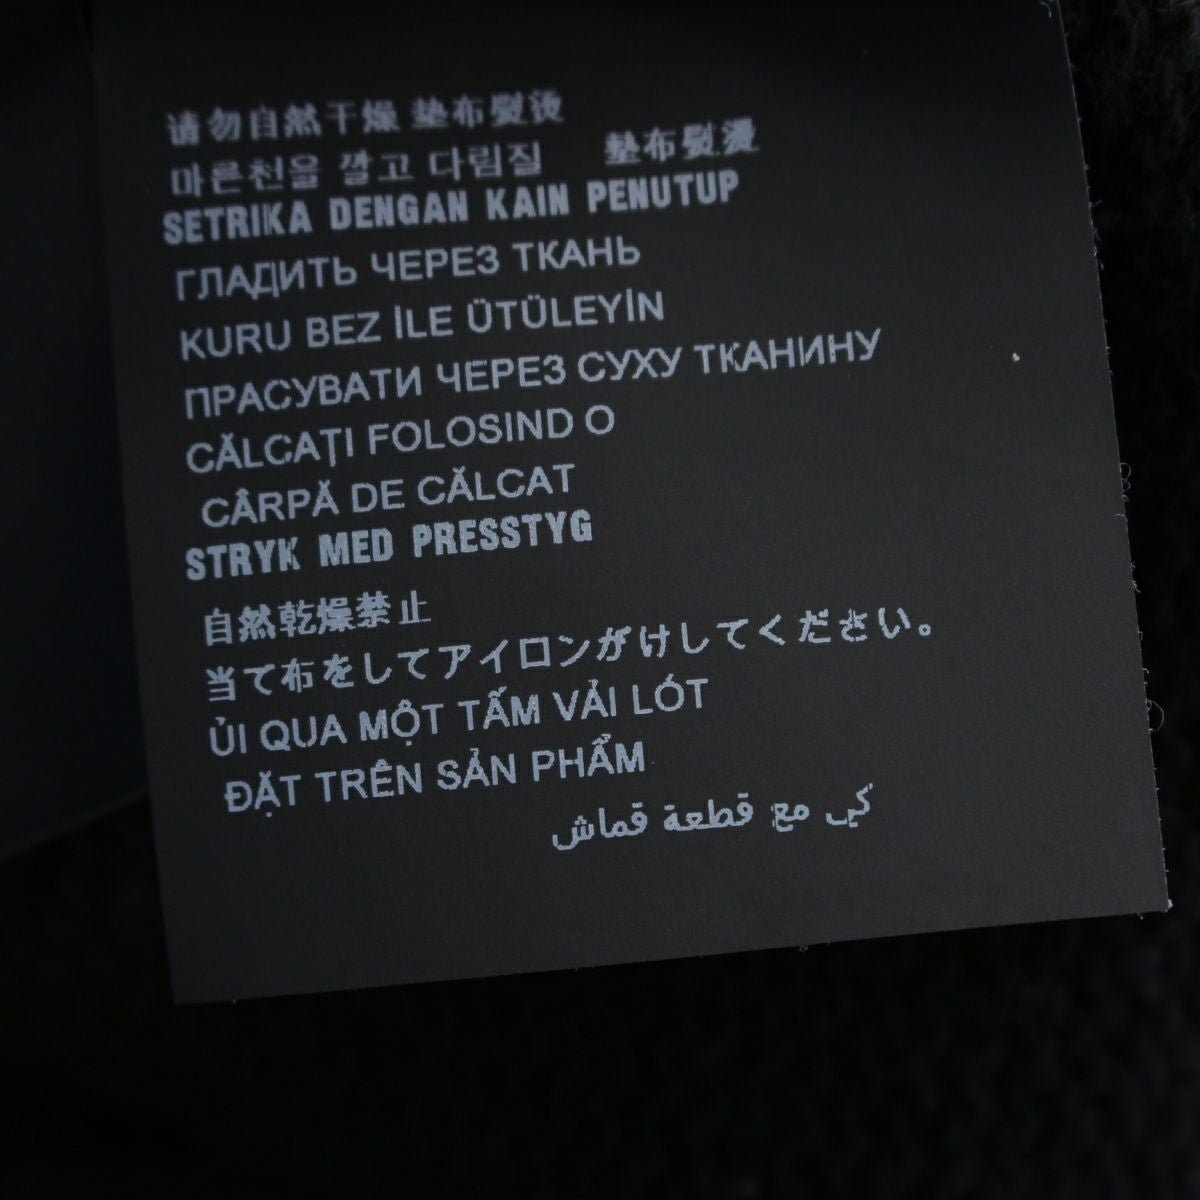 请勿自然干燥 垫布熨烫
마른천을 깔고 다림질 墊布熨燙
SETRIKA DENGAN KAIN PENUTUP
ГЛАДИТЬ ЧЕРЕЗ ТКАНЬ
KURU BEZ İLE ÜTÜLEYİN
ПРАСУВАТИ ЧЕРЕЗ СУХУ ТКАНИНУ
CĂLCAȚI FOLOSIND O
CÂRPĂ DE CĂLCAT
STRYK MED PRESSTYG
自然乾燥禁止
当て布をしてアイロンがけしてください。
ỦI QUA MỘT TẤM VẢI LÓT
ĐẶT TRÊN SẢN PHẨM
كي مع قطعة قماش